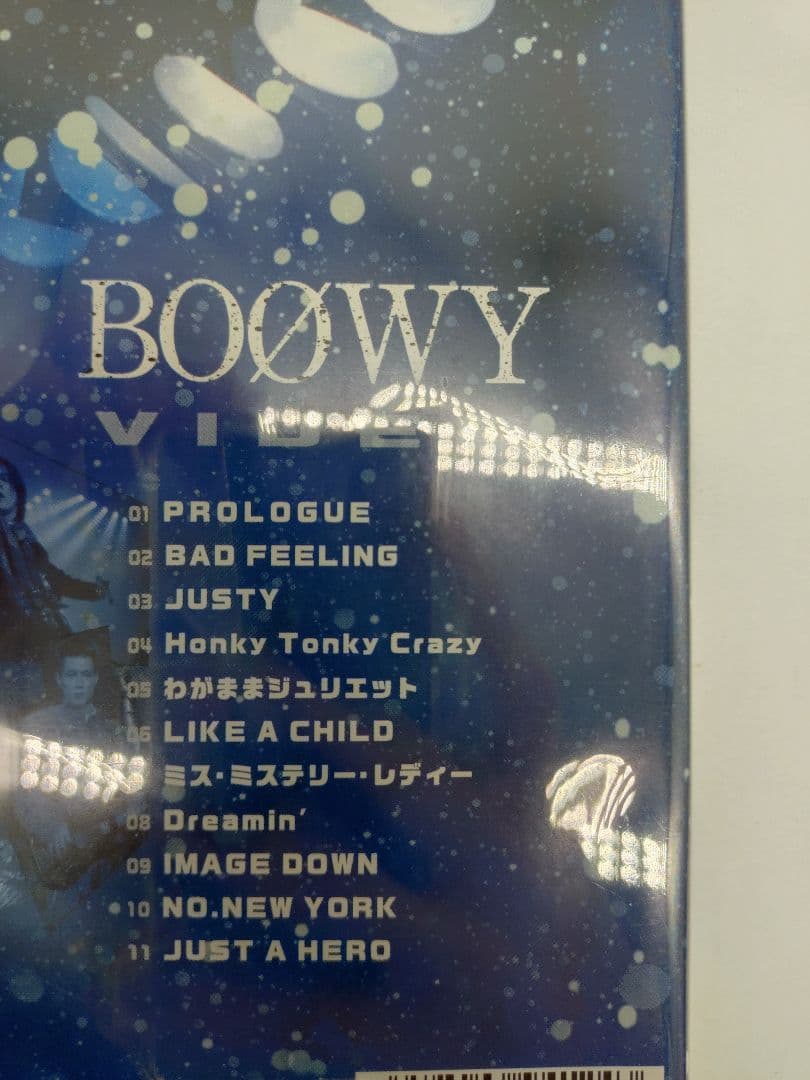 BOØWY
VIDE
01 PROLOGUE
02 BAD FEELING
03 JUSTY
04 Honky Tonky Crazy
05 わがままジュリエット
06 LIKE A CHILD
ミス・ミステリー・レディー
08 Dreamin'
09 IMAGE DOWN
10 NO.NEW YORK
11 JUST A HERO